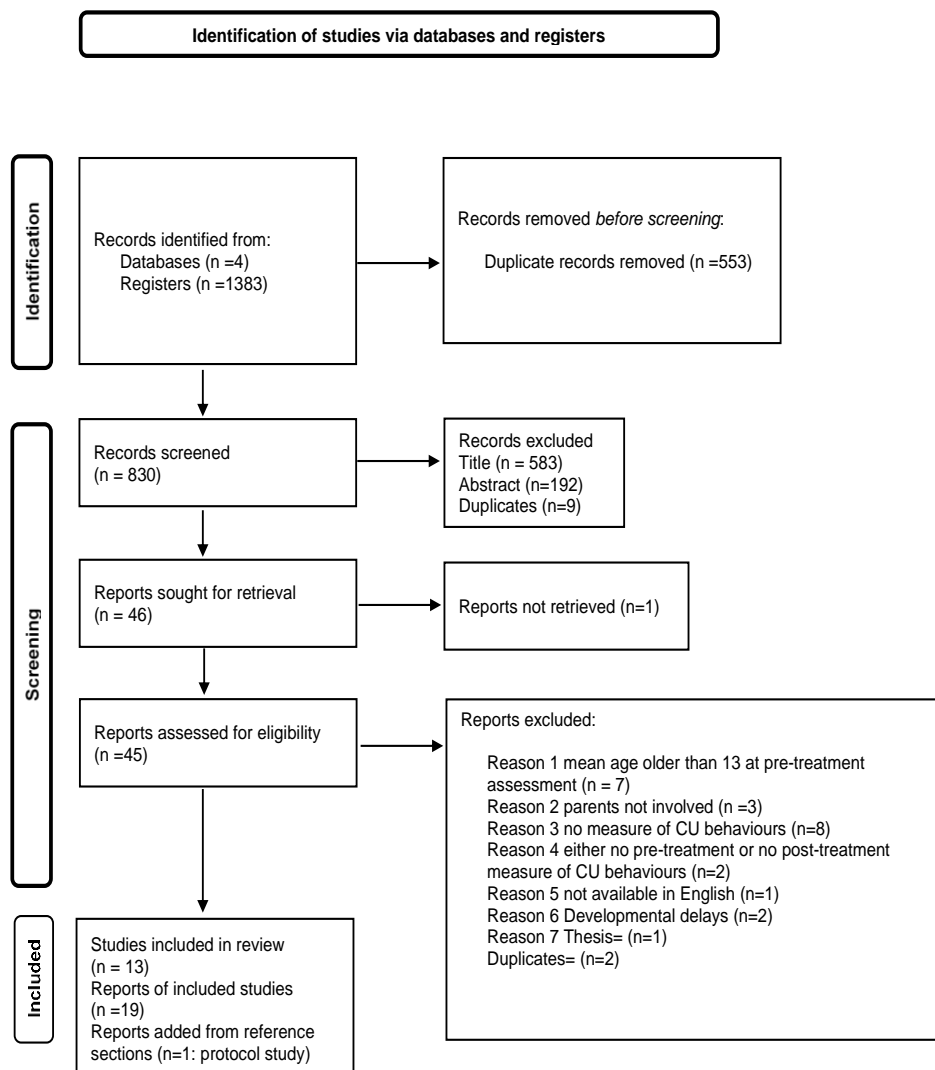 Identification of studies via databases and registers
Identification
Records identified from:
Databases (n =4)
Registers (n =1383)
Records removed before screening:
Duplicate records removed (n =553)
Screening
Records screened
(n = 830)
Records excluded
Title (n = 583)
Abstract (n=192)
Duplicates (n=9)
Reports sought for retrieval
(n = 46)
Reports not retrieved (n=1)
Reports assessed for eligibility
(n =45)
Reports excluded:
Reason 1 mean age older than 13 at pre-treatment
assessment (n = 7)
Reason 2 parents not involved (n =3)
Reason 3 no measure of CU behaviours (n=8)
Reason 4 either no pre-treatment or no post-treatment
measure of CU behaviours (n=2)
Reason 5 not available in English (n=1)
Reason 6 Developmental delays (n=2)
Reason 7 Thesis= (n=1)
Duplicates= (n=2)
Included
Studies included in review
(n = 13)
Reports of included studies
(n =19)
Reports added from reference
sections (n=1: protocol study)